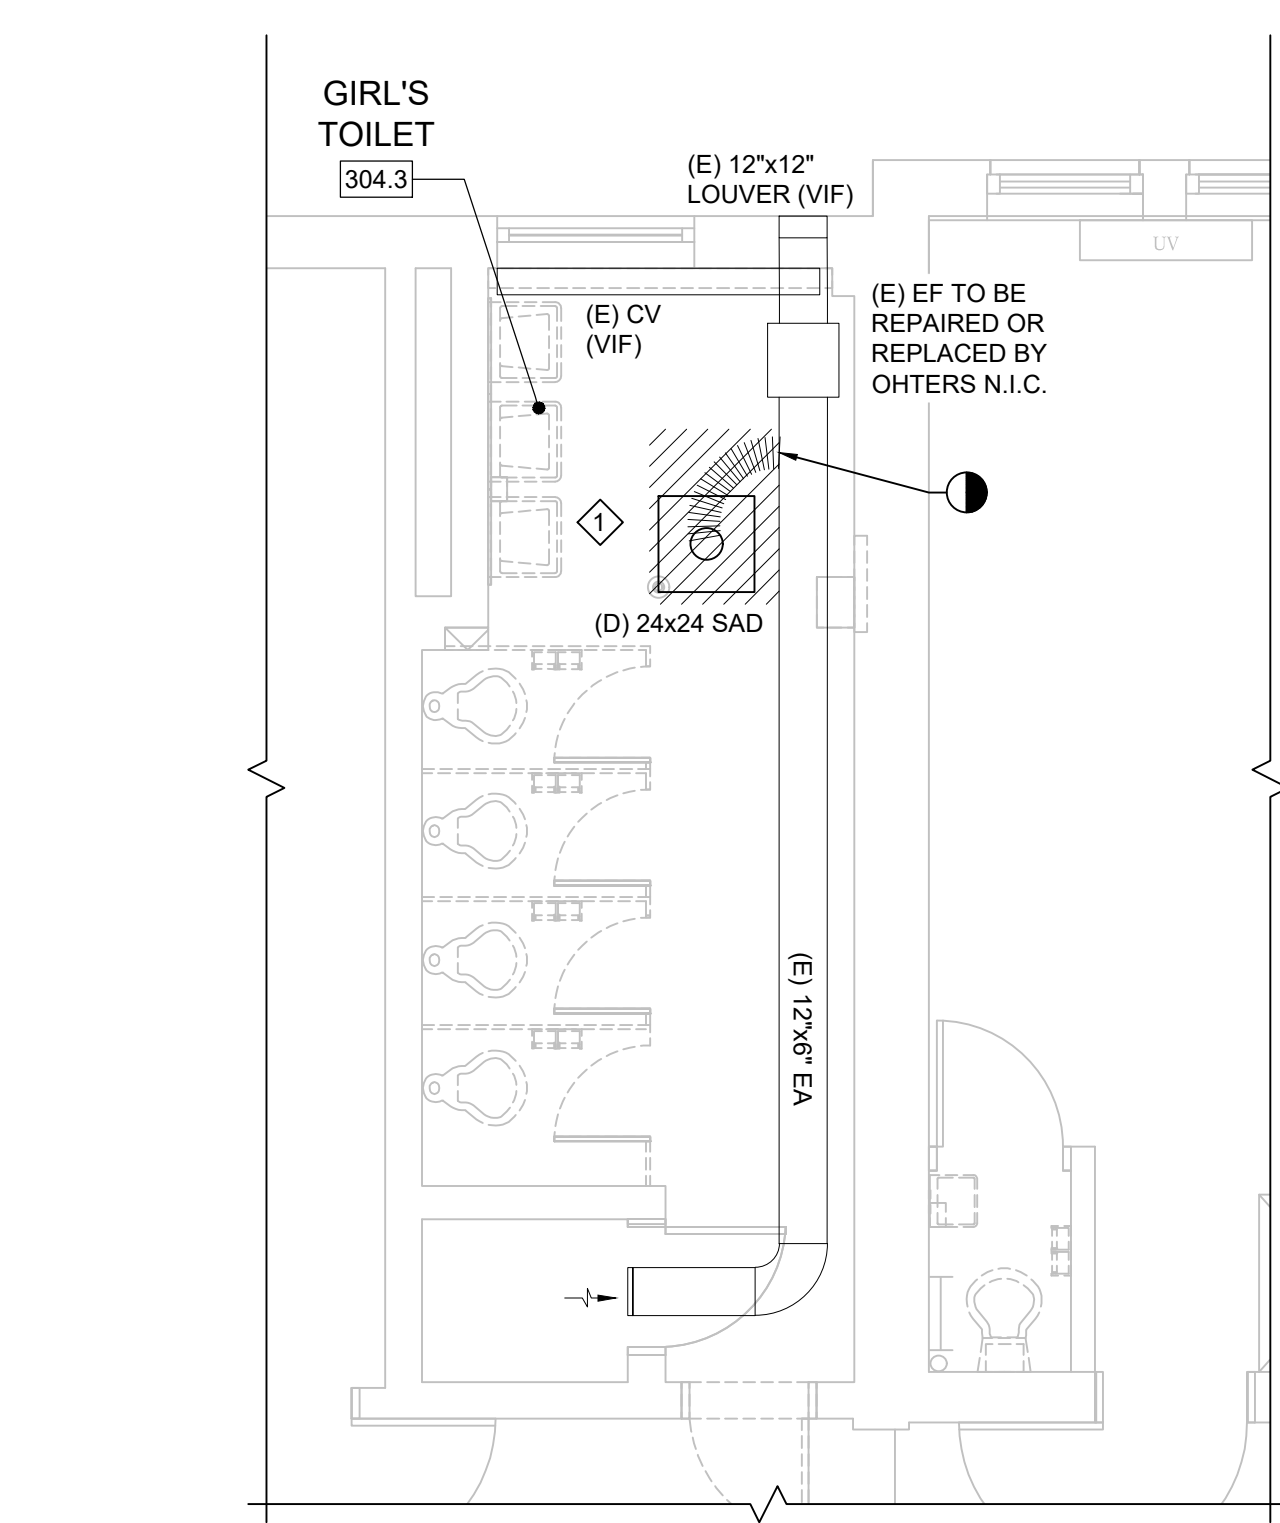 GIRL'S
TOILET
304.3
(E) 12"x12"
LOUVER (VIF)
UV
(E) CV
(VIF)
(E) EF TO BE
REPAIRED OR
REPLACED BY
OHTERS N.I.C.
1
(D) 24x24 SAD
(E) 12"x6" EA